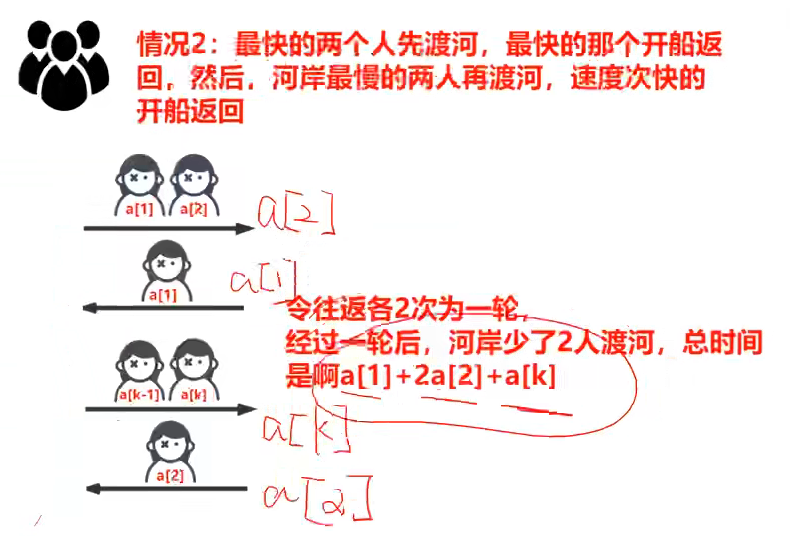 情况2：最快的两个人先渡河，最快的那个开船返
回。然后，河岸最慢的两人再渡河，速度次快的
开船返回
a[1] a[2]
a[2]
a[1]
a[1]
令往返各2次为一轮，
经过一轮后，河岸少了2人渡河，总时间
是啊a[1]+2a[2]+a[k]
a[k-1] a[k]
a[k]
a[2]
a[2]